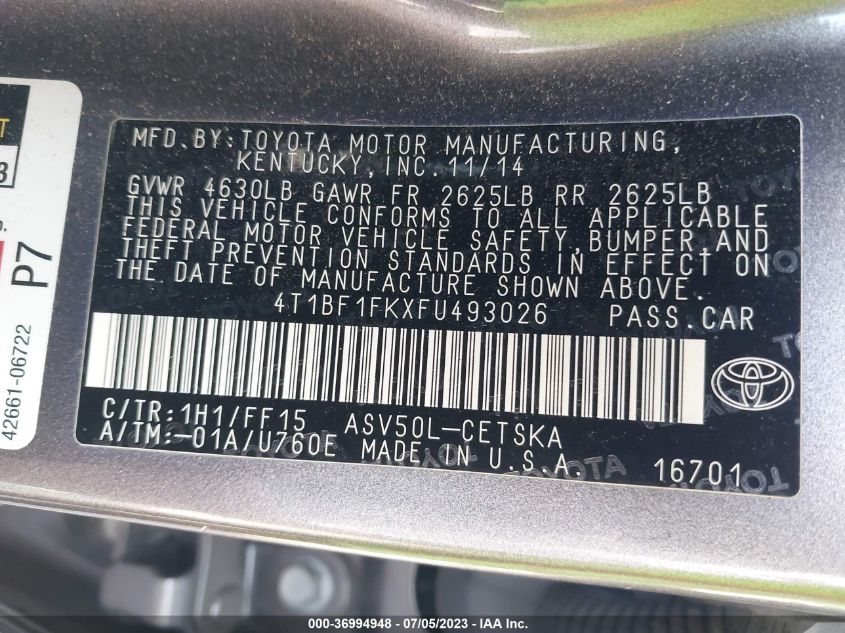 MFD.BY:TOYOTA MOTOR MANUFACTURING,
KENTUCKY,INC 11/14
GVWR 4630LB GAWR FR 2625LB RR 2625LB
THIS VEHICLE CONFORMS TO ALL APPLICABLE
FEDERAL MOTOR VEHICLE SAFETY,BUMPER,AND
THEFT PREVENTION STANDARDS IN EFFECT ON
THE DATE OF MANUFACTURE SHOWN ABOVE.
4T1BF1FKXFU493026 PASS.CAR
C/TR:1H1/FF15 ASV50L-CETSKA
A/TM:-01A/U760E MADE IN U.S.A.
16701
P7
42661-06722
TOYOTA
000-36994948 - 07/05/2023 - IAA Inc.